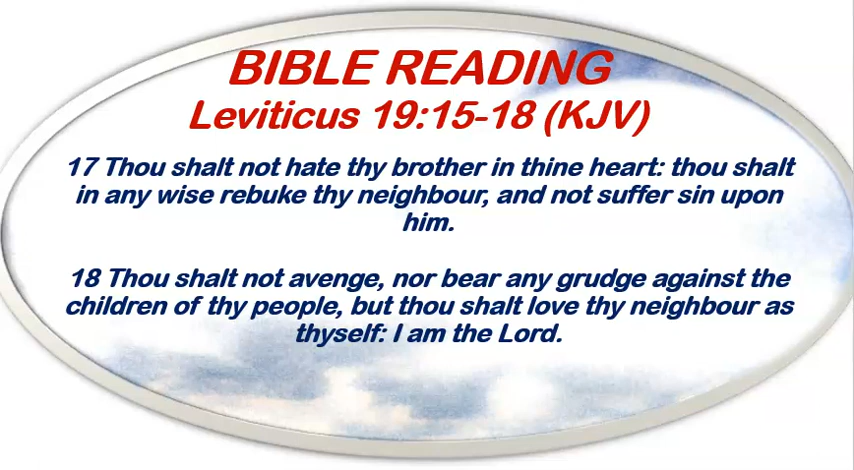 BIBLE READING
Leviticus 19:15-18 (KJV)
17 Thou shalt not hate thy brother in thine heart: thou shalt
in any wise rebuke thy neighbour, and not suffer sin upon
him.
18 Thou shalt not avenge, nor bear any grudge against the
children of thy people, but thou shalt love thy neighbour as
thyself: I am the Lord.